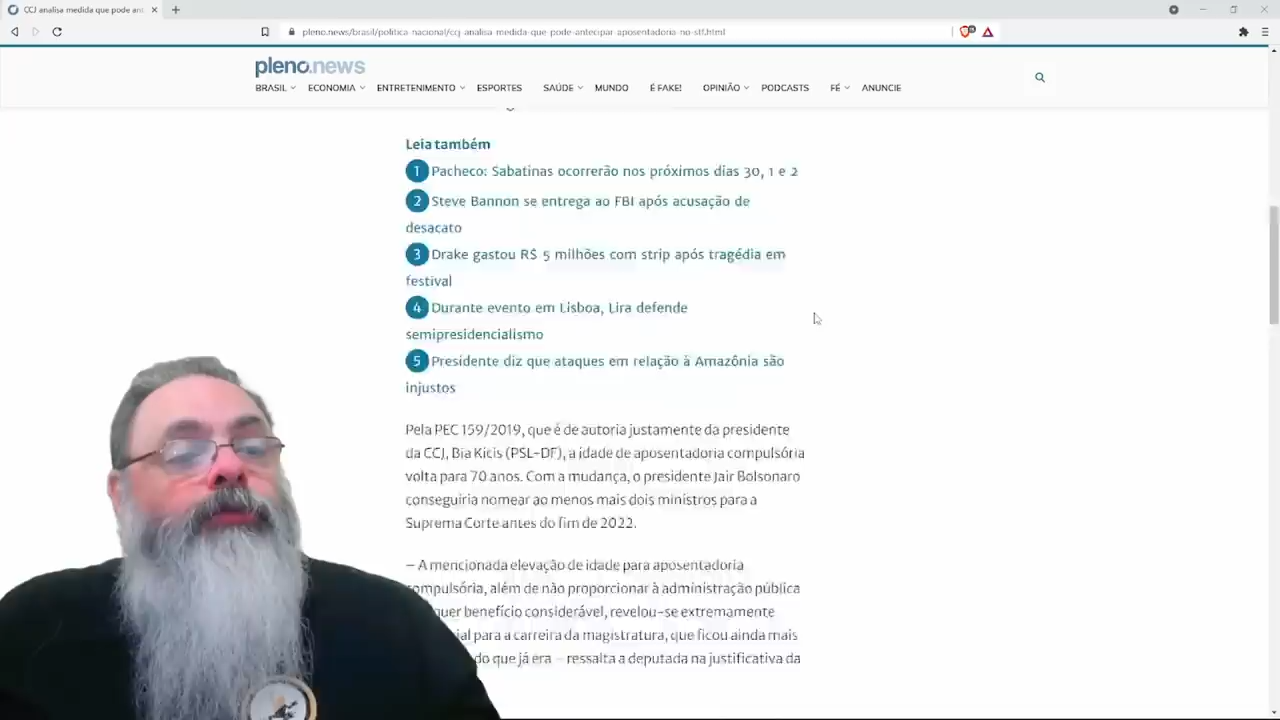 CCJ analisa medida que pode ant
pleno.news/brasil/politica-nacional/ccj-analisa-medida-que-pode-antecipar-aposentadoria-no-stf.html
pleno.news
BRASIL ECONOMIA ENTRETENIMENTO ESPORTES SAÚDE MUNDO É FAKE! OPINIÃO PODCASTS FÉ ANUNCIE
Leia também
1 Pacheco: Sabatinas ocorrerão nos próximos dias 30, 1 e 2
2 Steve Bannon se entrega ao FBI após acusação de
desacato
3 Drake gastou R$ 5 milhões com strip após tragédia em
festival
4 Durante evento em Lisboa, Lira defende
semipresidencialismo
5 Presidente diz que ataques em relação à Amazônia são
injustos
Pela PEC 159/2019, que é de autoria justamente da presidente
da CCJ, Bia Kicis (PSL-DF), a idade de aposentadoria compulsória
volta para 70 anos. Com a mudança, o presidente Jair Bolsonaro
conseguiria nomear ao menos mais dois ministros para a
Suprema Corte antes do fim de 2022.
– A mencionada elevação de idade para aposentadoria
compulsória, além de não proporcionar à administração pública
quer benefício considerável, revelou-se extremamente
ial para a carreira da magistratura, que ficou ainda mais
do que já era – ressalta a deputada na justificativa da